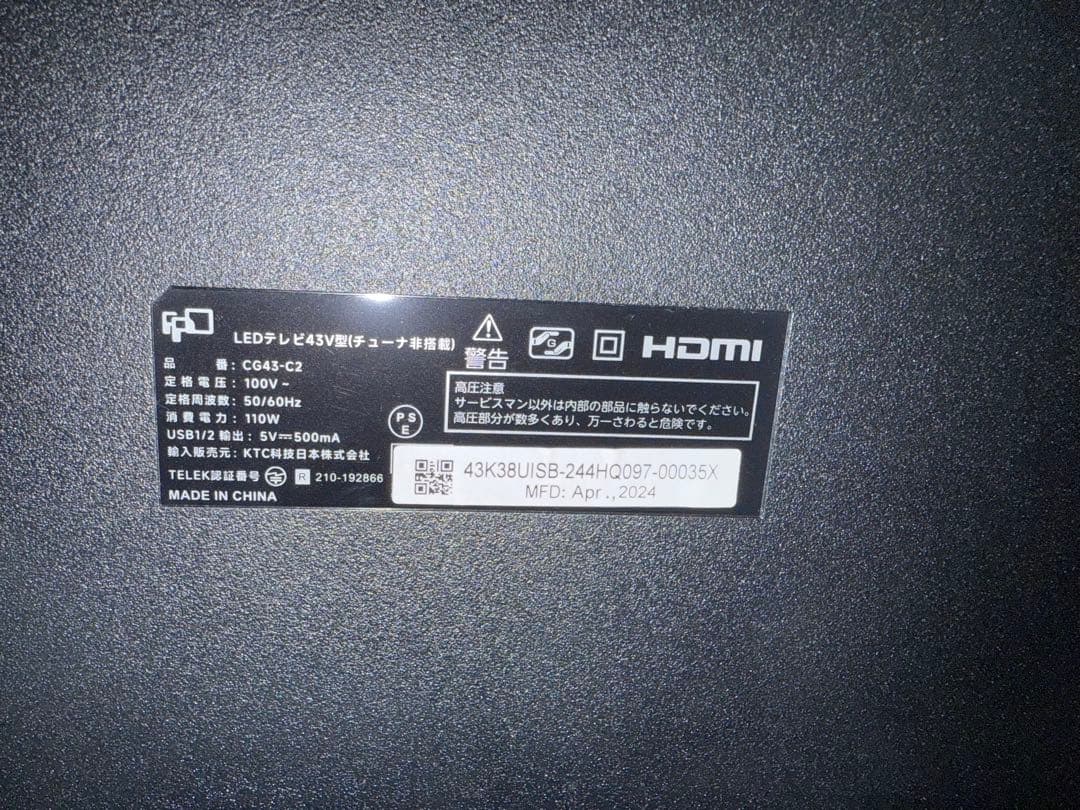 LEDテレビ43V型(チューナ非搭載)
品 番: CG43-C2
定格電圧: 100V~
定格周波数: 50/60Hz
消費電力: 110W
USB1/2 輸出: 5V⎓500mA
輸入販売元: KTC科技日本株式会社
TELEK認証番号 R 210-192866
MADE IN CHINA
PS
E
警告
G
HDMI
高圧注意
サービスマン以外は内部の部品に触らないでください。
高圧部分が数多くあり、万一さわると危険です。
43K38UISB-244HQ097-00035X
MFD: Apr.,2024